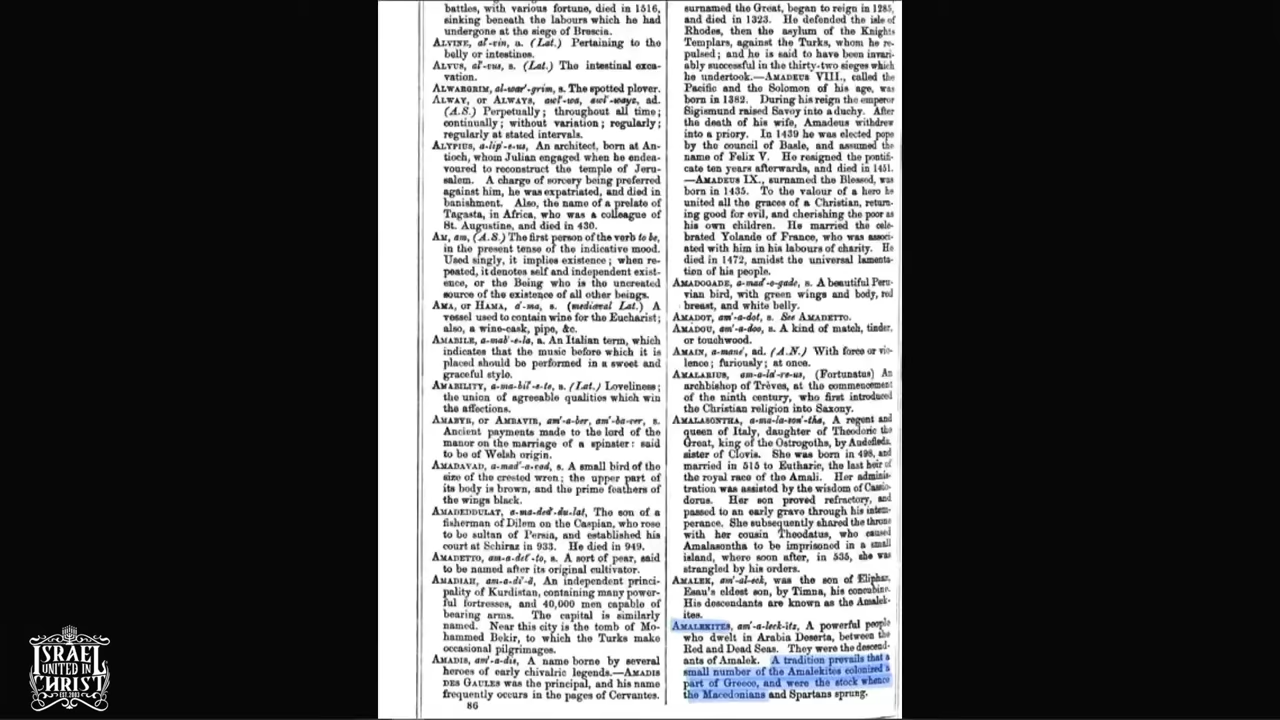 battles, with various fortune, died in 1516,
sinking beneath the labours which he had
undergone at the siege of Brescia.
ALVINE, al'-vin, a. (Lat.) Pertaining to the
belly or intestines.
ALVUS, al'-vus, s. (Lat.) The intestinal exca-
vation.
ALWARGRIM, al-war'-grim, s. The spotted plover.
ALWAY, or ALWAYS, awl'-wa, awl'-wayz, ad.
(A.S.) Perpetually; throughout all time;
continually; without variation; regularly;
regularly at stated intervals.
ALYPIUS, a-lip'-e-us, An architect, born at An-
tioch, whom Julian engaged when he endea-
voured to reconstruct the temple of Jeru-
salem. A charge of sorcery being preferred
against him, he was expatriated, and died in
banishment. Also, the name of a prelate of
Tagasta, in Africa, who was a colleague of
St. Augustine, and died in 430.
AM, am, (A.S.) The first person of the verb to be,
in the present tense of the indicative mood.
Used singly, it implies existence; when re-
peated, it denotes self and independent exist-
ence, or the Being who is the uncreated
source of the existence of all other beings.
AMA, or HAMA, a'-ma, s. (mediæval Lat.) A
vessel used to contain wine for the Eucharist;
also, a wine-cask, pipe, &c.
AMABILE, a-mab'-e-la, a. An Italian term, which
indicates that the music before which it is
placed should be performed in a sweet and
graceful style.
AMABILITY, a-ma-bil'-e-te, s. (Lat.) Loveliness;
the union of agreeable qualities which win
the affections.
AMABYR, or AMBAVIR, am'-a-ber, am'-ba-ver, s.
Ancient payments made to the lord of the
manor on the marriage of a spinster: said
to be of Welsh origin.
AMADAVAD, a-mad'-a-vad, s. A small bird of the
size of the crested wren; the upper part of
its body is brown, and the prime feathers of
the wings black.
AMADEDDULAT, a-ma-ded'-du-lat, The son of a
fisherman of Dilem on the Caspian, who rose
to be sultan of Persia, and established his
court at Schiraz in 933. He died in 949.
AMADETTO, am-a-det'-to, s. A sort of pear, said
to be named after its original cultivator.
AMADIAH, am-a-di'-a, An independent princi-
pality of Kurdistan, containing many power-
ful fortresses, and 40,000 men capable of
bearing arms. The capital is similarly
named. Near this city is the tomb of Mo-
hammed Bekir, to which the Turks make
occasional pilgrimages.
AMADIS, am'-a-dis, A name borne by several
heroes of early chivalric legends.—AMADIS
DES GAULES was the principal, and his name
frequently occurs in the pages of Cervantes.
86
surnamed the Great, began to reign in 1285,
and died in 1323. He defended the isle of
Rhodes, then the asylum of the Knights
Templars, against the Turks, whom he re-
pulsed; and he is said to have been invari-
ably successful in the thirty-two sieges which
he undertook.—AMADEUS VIII., called the
Pacific and the Solomon of his age, was
born in 1382. During his reign the emperor
Sigismund raised Savoy into a duchy. After
the death of his wife, Amadeus withdrew
into a priory. In 1439 he was elected pope
by the council of Basle, and assumed the
name of Felix V. He resigned the pontifi-
cate ten years afterwards, and died in 1451.
—AMADEUS IX., surnamed the Blessed, was
born in 1435. To the valour of a hero he
united all the graces of a Christian, return-
ing good for evil, and cherishing the poor as
his own children. He married the cele-
brated Yolande of France, who was associ-
ated with him in his labours of charity. He
died in 1472, amidst the universal lamenta-
tion of his people.
AMADOGADE, a-mad'-o-gade, s. A beautiful Peru-
vian bird, with green wings and body, red
breast, and white belly.
AMADOT, am'-a-dot, s. See AMADETTO.
AMADOU, am'-a-doo, s. A kind of match, tinder,
or touchwood.
AMAIN, a-mane', ad. (A.N.) With force or vio-
lence; furiously; at once.
AMALARIUS, am-a-la'-re-us, (Fortunatus) An
archbishop of Trèves, at the commencement
of the ninth century, who first introduced
the Christian religion into Saxony.
AMALASONTHA, a-ma-la-son'-tha, A regent and
queen of Italy, daughter of Theodoric the
Great, king of the Ostrogoths, by Audefleda,
sister of Clovis. She was born in 498, and
married in 515 to Eutharic, the last heir of
the royal race of the Amali. Her adminis-
tration was assisted by the wisdom of Cassio-
dorus. Her son proved refractory, and
passed to an early grave through his intem-
perance. She subsequently shared the throne
with her cousin Theodatus, who caused
Amalasontha to be imprisoned in a small
island, where soon after, in 535, she was
strangled by his orders.
AMALEK, am'-al-eck, was the son of Eliphaz,
Esau's eldest son, by Timna, his concubine.
His descendants are known as the Amalek-
ites.
AMALEKITES, am'-a-leck-itz, A powerful people
who dwelt in Arabia Deserta, between the
Red and Dead Seas. They were the descend-
ants of Amalek. A tradition prevails that a
small number of the Amalekites colonized a
part of Greece, and were the stock whence
the Macedonians and Spartans sprung.
ISRAEL
UNITED IN
CHRIST
EST. 2003